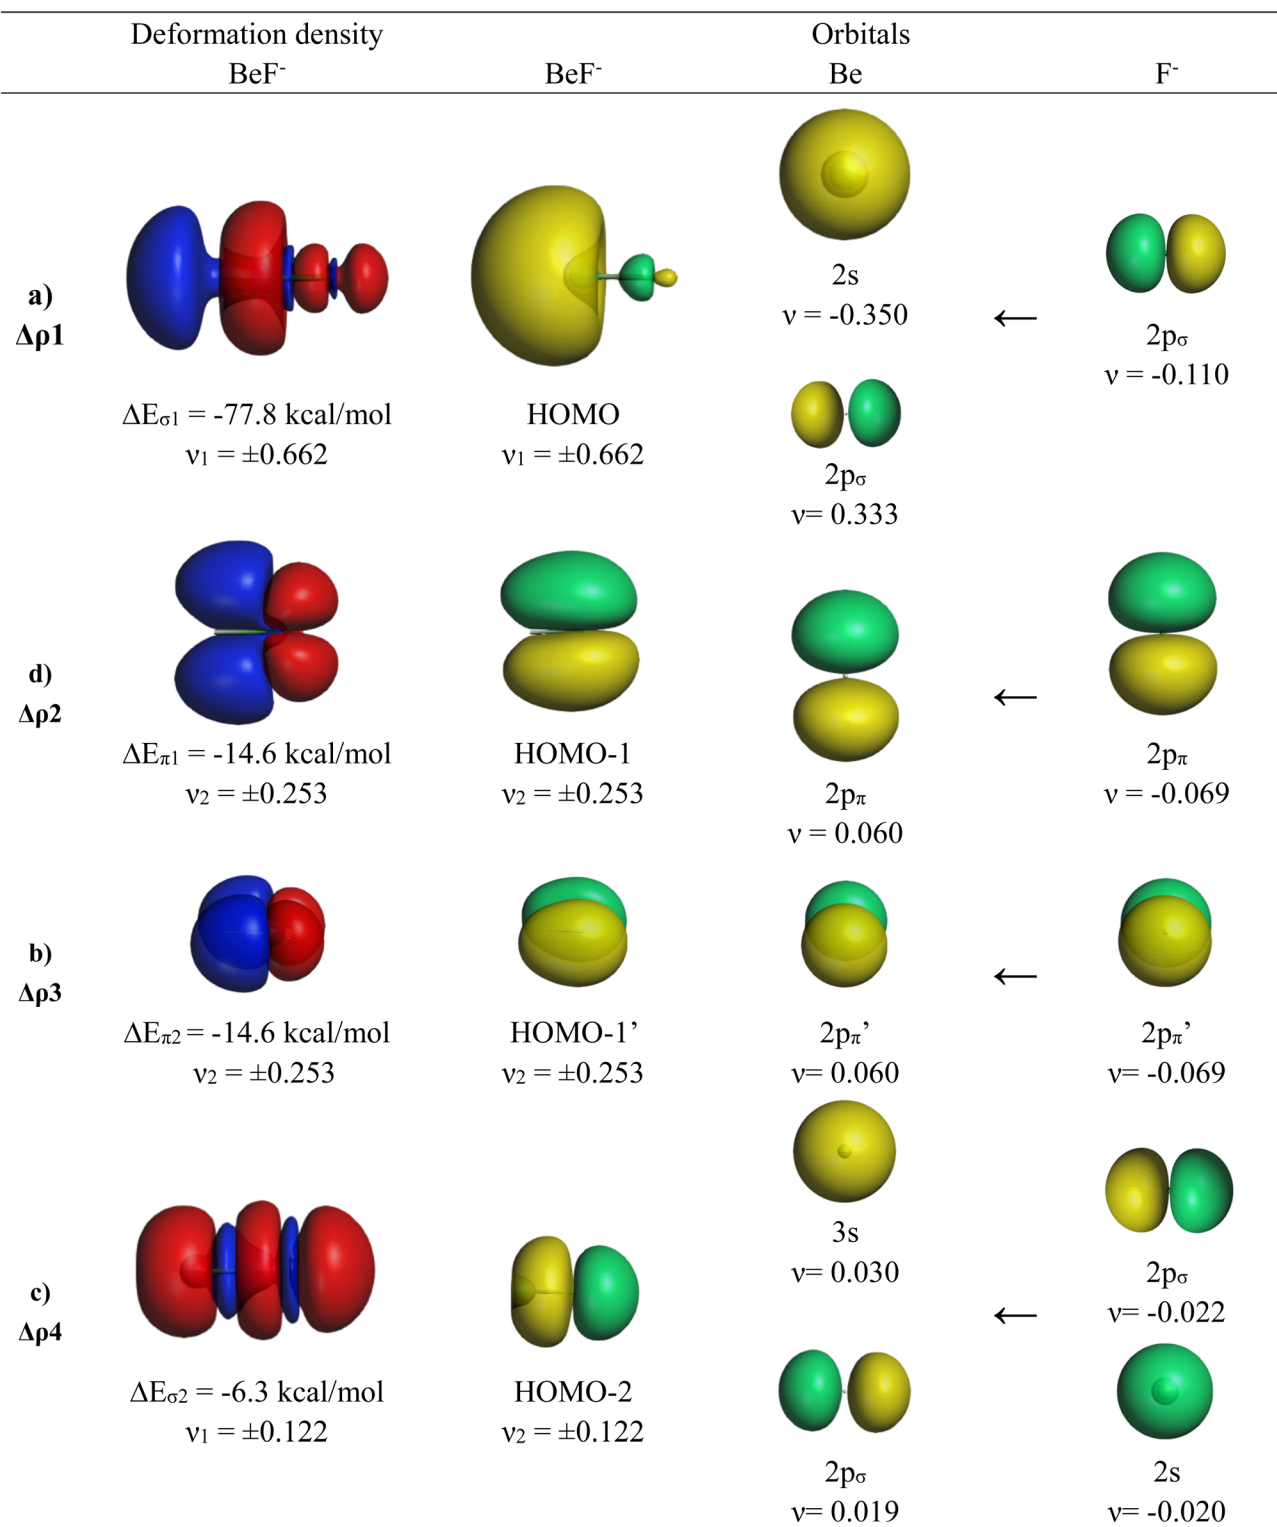 Deformation density Orbitals
BeF- BeF- Be F-
2s
ν = -0.350
2pσ
ν = -0.110
a)
Δρ1
←
ΔEσ1 = -77.8 kcal/mol HOMO
ν1 = ±0.662 ν1 = ±0.662
2pσ
ν= 0.333
d)
Δρ2
←
ΔEπ1 = -14.6 kcal/mol HOMO-1 2pπ
ν2 = ±0.253 ν2 = ±0.253 2pπ ν = -0.069
ν = 0.060
b)
Δρ3
←
ΔEπ2 = -14.6 kcal/mol HOMO-1’ 2pπ’ 2pπ’
ν2 = ±0.253 ν2 = ±0.253 ν= 0.060 ν= -0.069
3s
ν= 0.030
2pσ
ν= -0.022
c)
Δρ4
←
ΔEσ2 = -6.3 kcal/mol HOMO-2
ν1 = ±0.122 ν2 = ±0.122
2pσ 2s
ν= 0.019 ν= -0.020